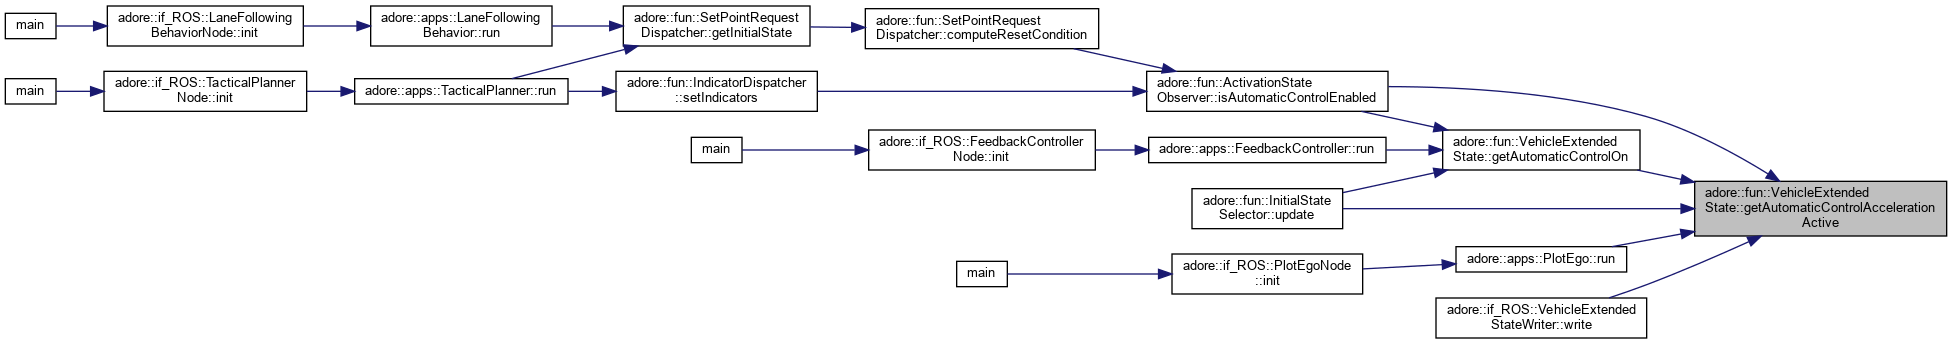 main
adore::if_ROS::LaneFollowing
BehaviorNode::init
adore::apps::LaneFollowing
Behavior::run
adore::fun::SetPointRequest
Dispatcher::getInitialState
adore::fun::SetPointRequest
Dispatcher::computeResetCondition
main
adore::if_ROS::TacticalPlanner
Node::init
adore::apps::TacticalPlanner::run
adore::fun::IndicatorDispatcher
::setIndicators
adore::fun::ActivationState
Observer::isAutomaticControlEnabled
main
adore::if_ROS::FeedbackController
Node::init
adore::apps::FeedbackController::run
adore::fun::VehicleExtended
State::getAutomaticControlOn
adore::fun::InitialState
Selector::update
adore::fun::VehicleExtended
State::getAutomaticControlAcceleration
Active
main
adore::if_ROS::PlotEgoNode
::init
adore::apps::PlotEgo::run
adore::if_ROS::VehicleExtended
StateWriter::write